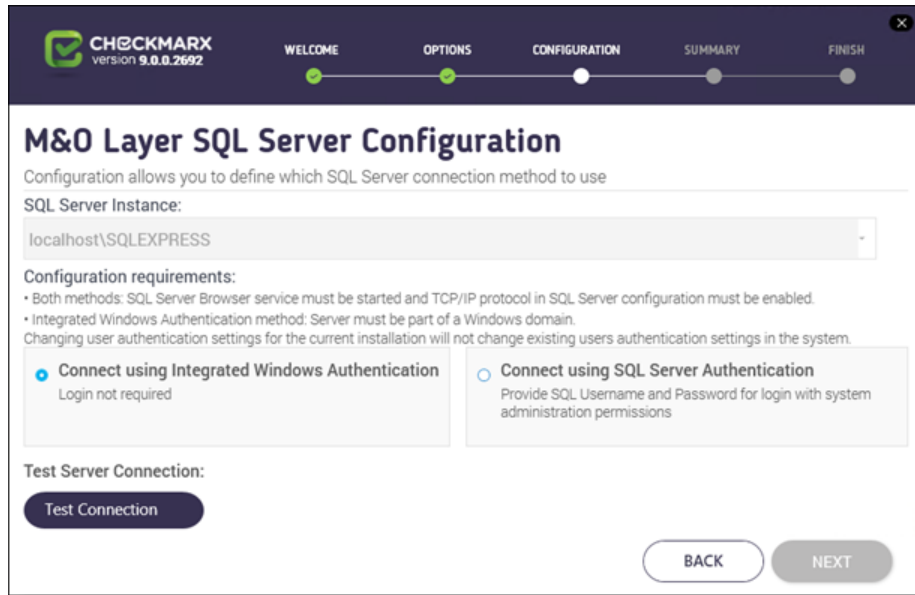 CHECKMARX
version 9.0.0.2692
WELCOME
OPTIONS
CONFIGURATION
SUMMARY
FINISH
M&O Layer SQL Server Configuration
Configuration allows you to define which SQL Server connection method to use
SQL Server Instance:
localhost\SQLEXPRESS
Configuration requirements:
• Both methods: SQL Server Browser service must be started and TCP/IP protocol in SQL Server configuration must be enabled.
• Integrated Windows Authentication method: Server must be part of a Windows domain.
Changing user authentication settings for the current installation will not change existing users authentication settings in the system.
Connect using Integrated Windows Authentication
Login not required
Connect using SQL Server Authentication
Provide SQL Username and Password for login with system
administration permissions
Test Server Connection:
Test Connection
BACK
NEXT